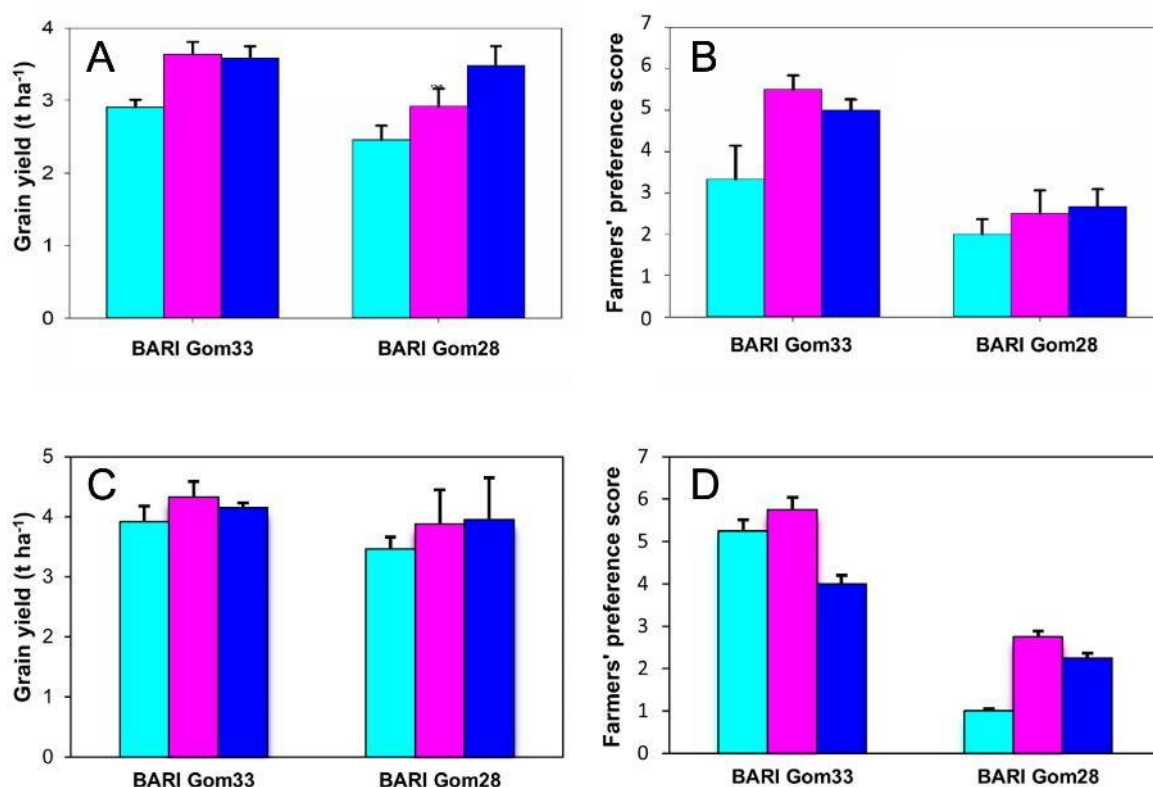 A
Grain yield (t ha⁻¹)
4
3
2
1
0
BARI Gom33
BARI Gom28
B
Farmers' preference score
7
6
5
4
3
2
1
0
BARI Gom33
BARI Gom28
C
Grain yield (t ha⁻¹)
5
4
3
2
1
0
BARI Gom33
BARI Gom28
D
Farmers' preference score
7
6
5
4
3
2
1
0
BARI Gom33
BARI Gom28